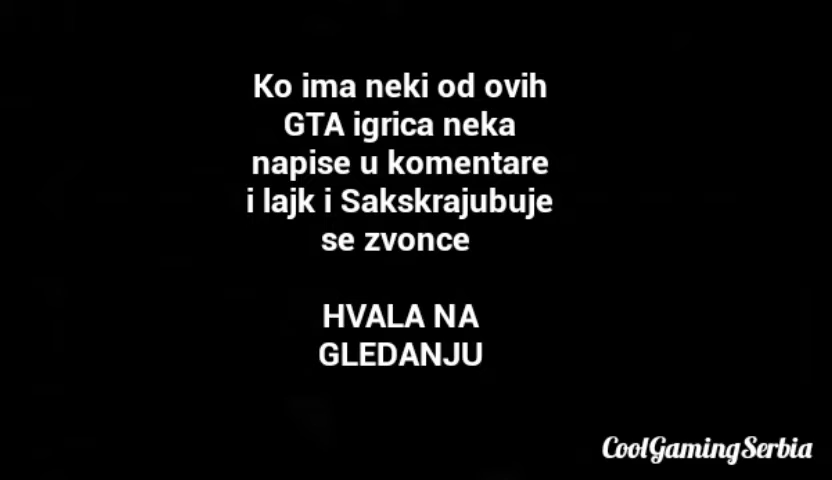 Ko ima neki od ovih
GTA igrica neka
napise u komentare
i lajk i Sakskrajubuje
se zvonce
HVALA NA
GLEDANJU
CoolGamingSerbia